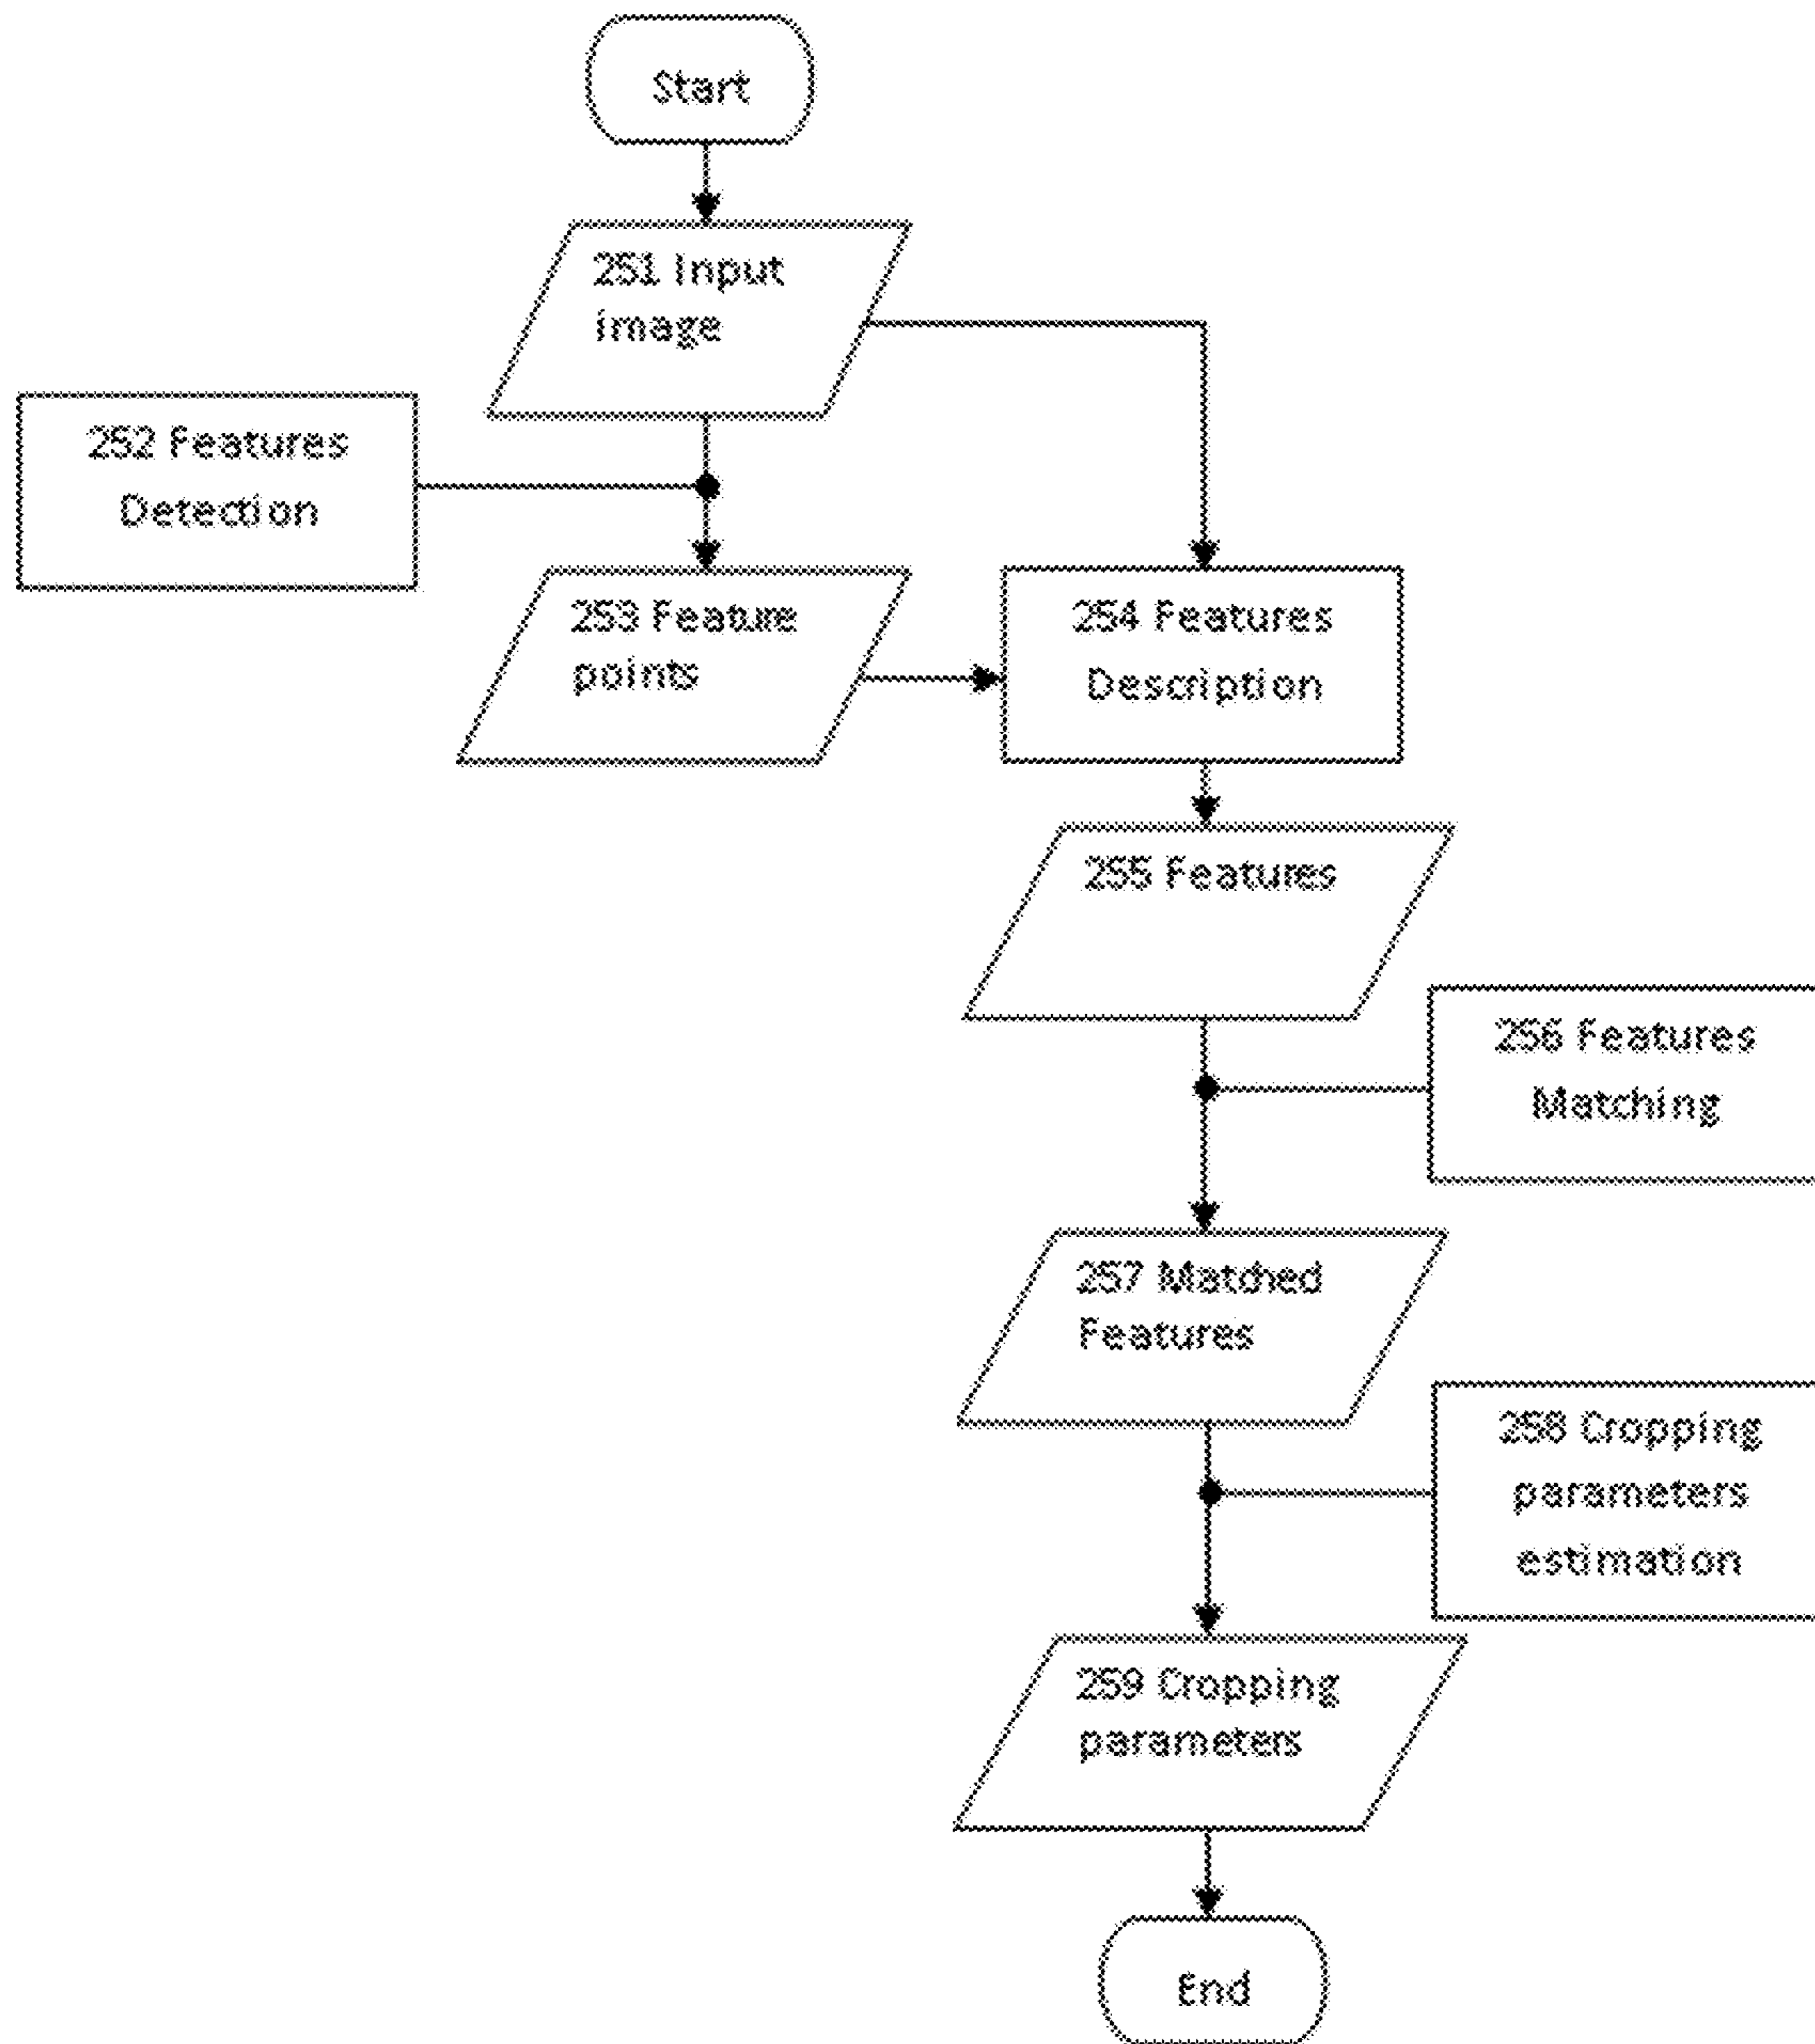 Start
251 Input
image
252 Features
Detection
253 Feature
points
254 Features
Description
255 Features
256 Features
Matching
257 Matched
Features
258 Cropping
parameters
estimation
259 Cropping
parameters
End